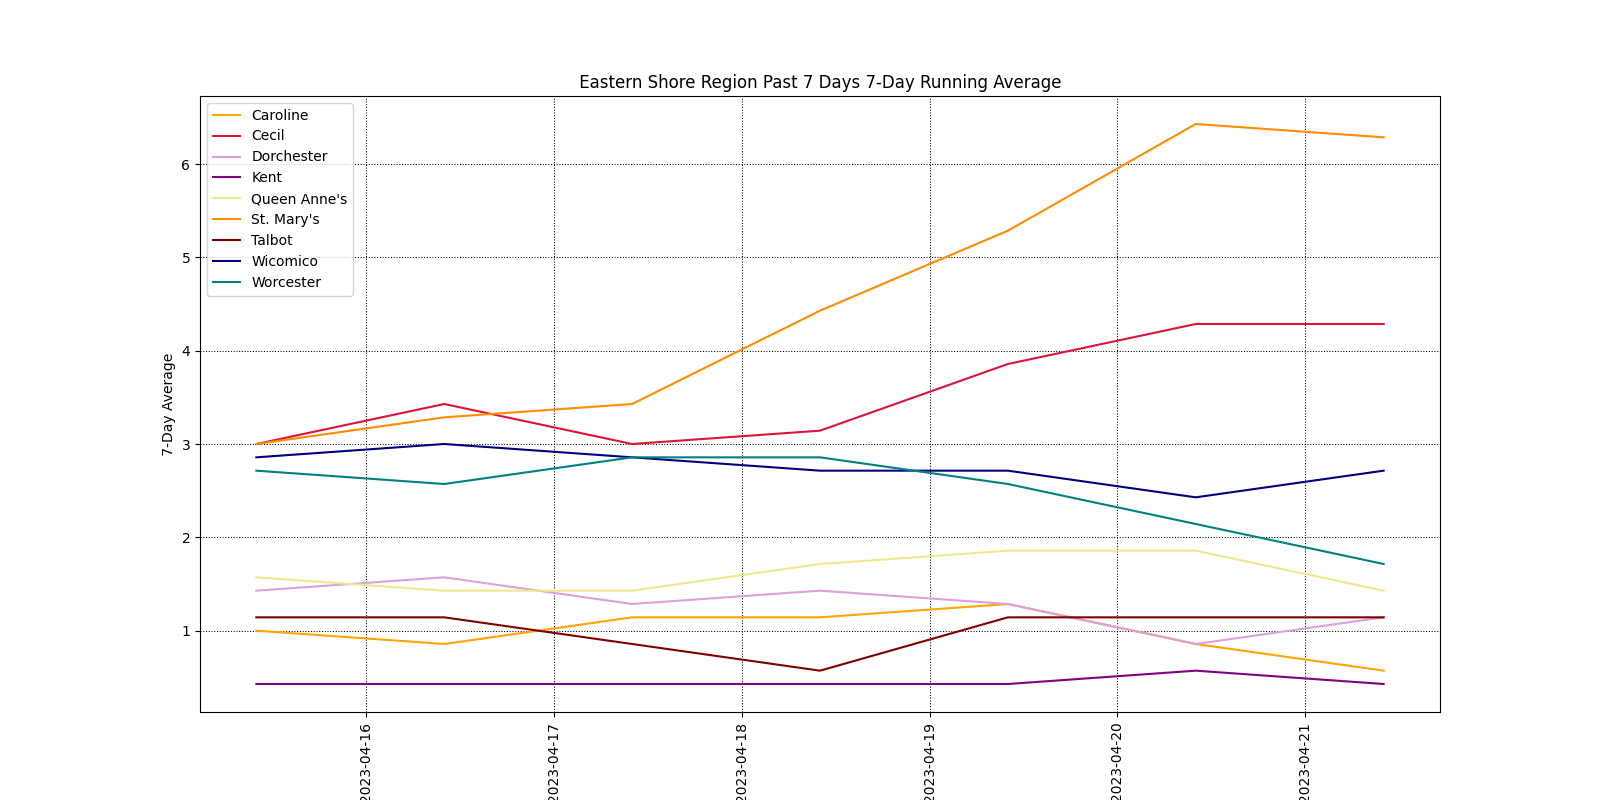 Eastern Shore Region Past 7 Days 7-Day Running Average
Caroline
Cecil
Dorchester
Kent
Queen Anne's
St. Mary's
Talbot
Wicomico
Worcester
7-Day Average
6
5
4
3
2
1
2023-04-16
2023-04-17
2023-04-18
2023-04-19
2023-04-20
2023-04-21